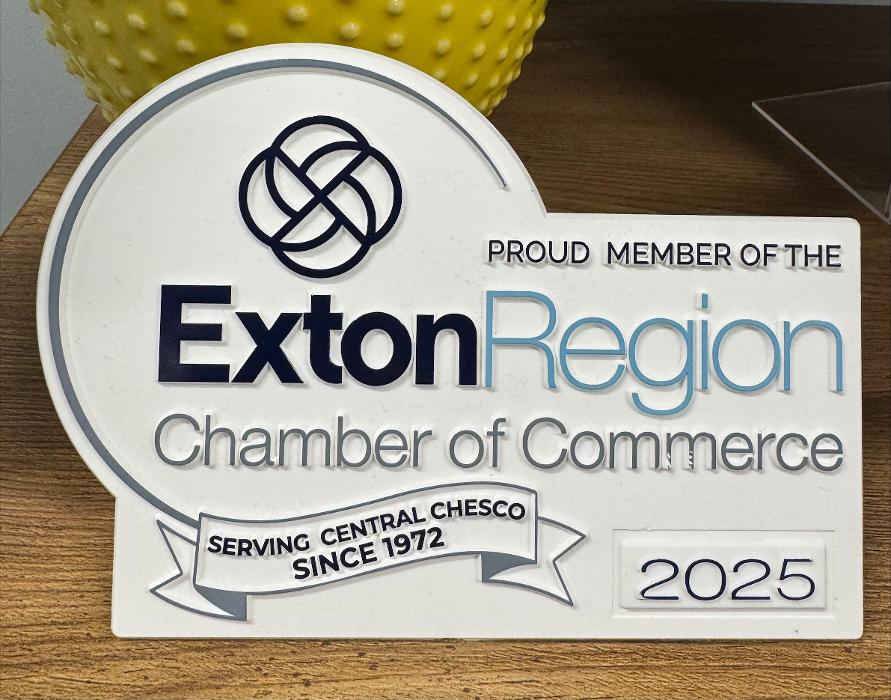 PROUD MEMBER OF THE
ExtonRegion
Chamber of Commerce
SERVING CENTRAL CHESCO
SINCE 1972
2025